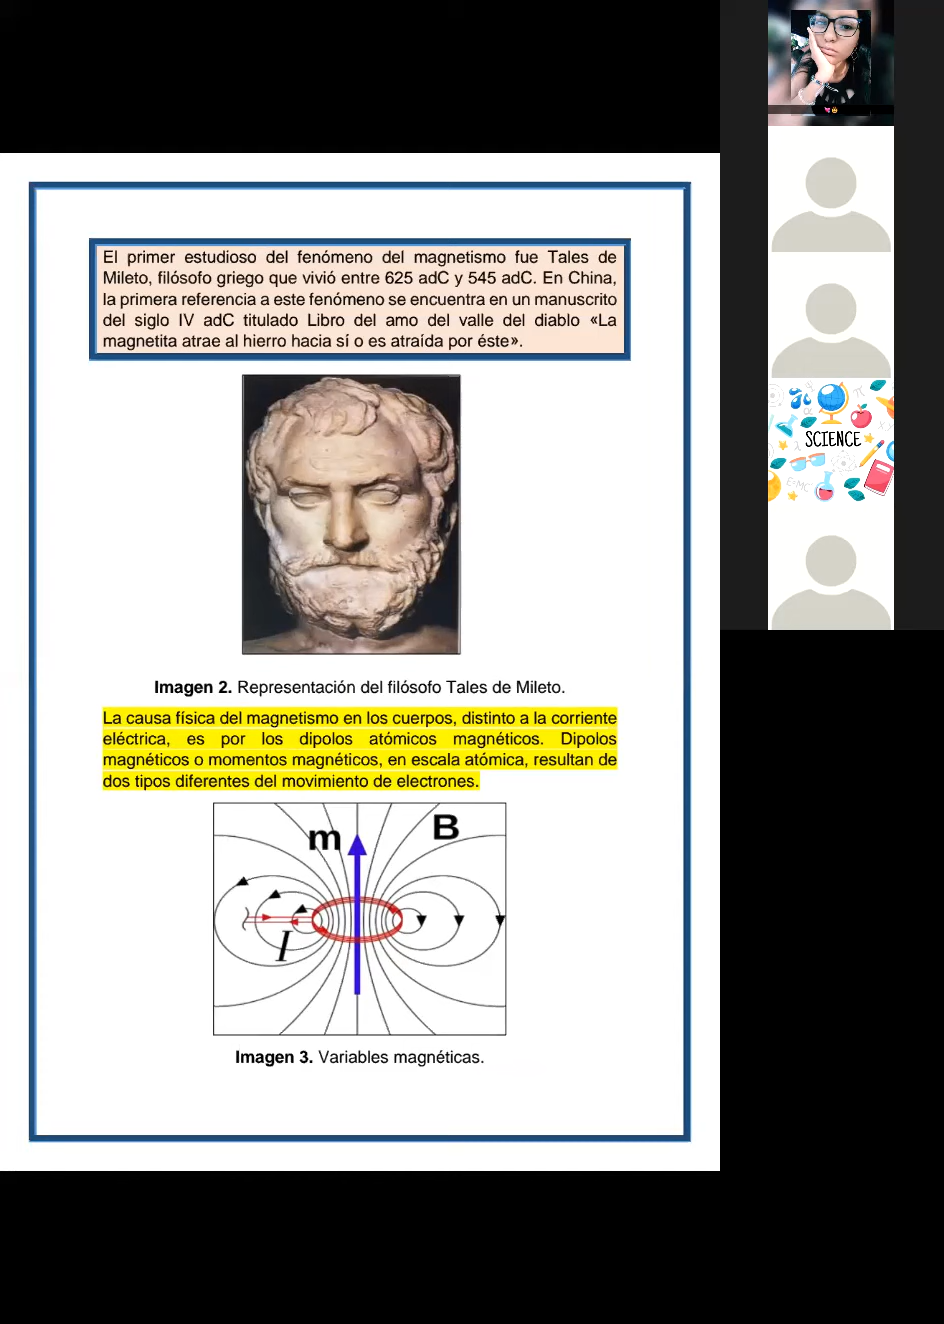 El primer estudioso del fenómeno del magnetismo fue Tales de
Mileto, filósofo griego que vivió entre 625 adC y 545 adC. En China,
la primera referencia a este fenómeno se encuentra en un manuscrito
del siglo IV adC titulado Libro del amo del valle del diablo «La
magnetita atrae al hierro hacia sí o es atraída por éste».
Imagen 2. Representación del filósofo Tales de Mileto.
La causa física del magnetismo en los cuerpos, distinto a la corriente
eléctrica, es por los dipolos atómicos magnéticos. Dipolos
magnéticos o momentos magnéticos, en escala atómica, resultan de
dos tipos diferentes del movimiento de electrones.
m
B
I
Imagen 3. Variables magnéticas.
SCIENCE